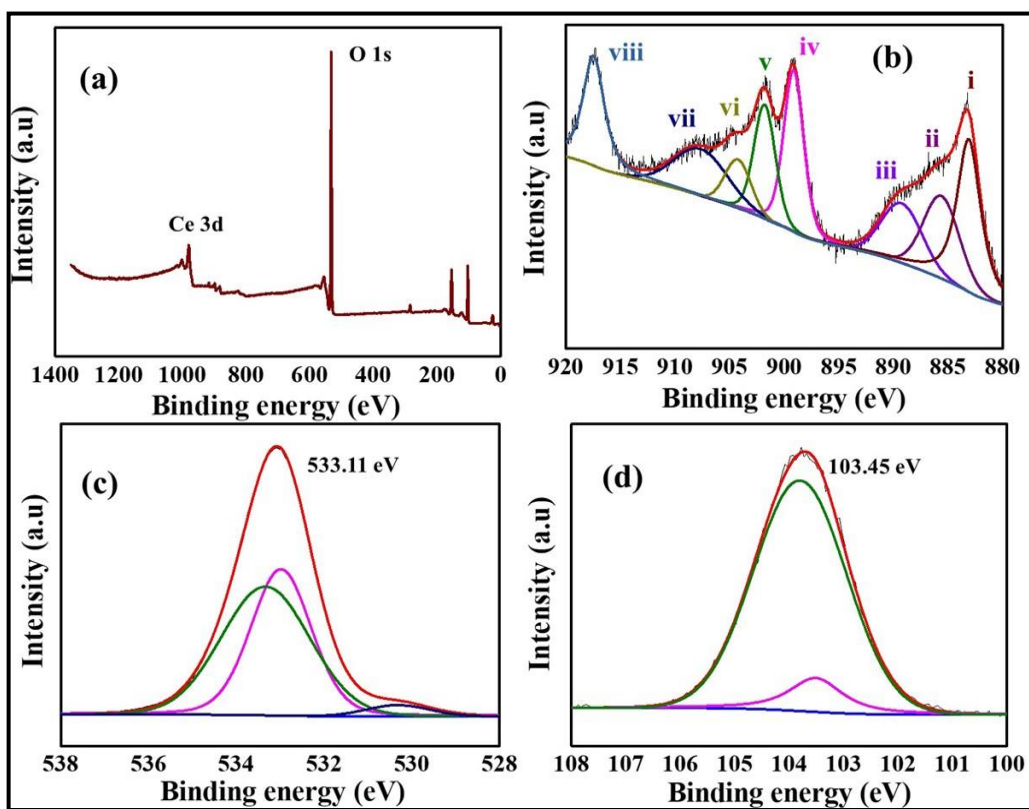 (a)
O 1s
Ce 3d
Intensity (a.u)
1400 1200 1000 800 600 400 200 0
Binding energy (eV)
(b)
viii
vii
vi
v
iv
iii
ii
i
Intensity (a.u)
920 915 910 905 900 895 890 885 880
Binding energy (eV)
(c)
533.11 eV
Intensity (a.u)
538 536 534 532 530 528
Binding energy (eV)
(d)
103.45 eV
Intensity (a.u)
108 107 106 105 104 103 102 101 100
Binding energy (eV)